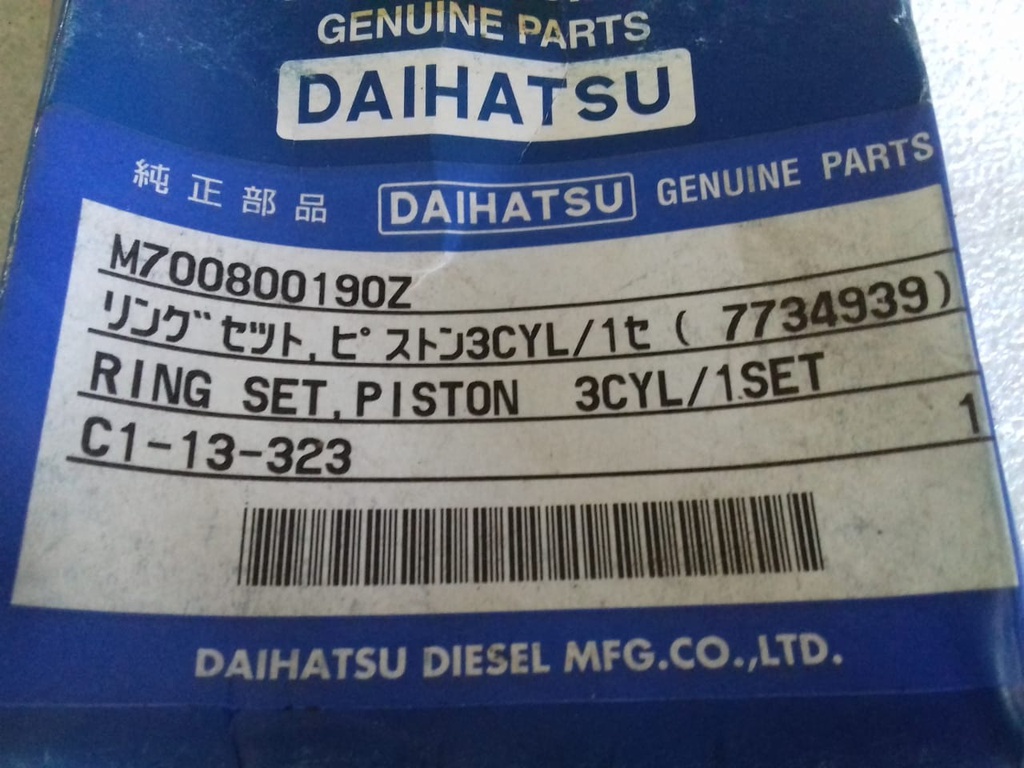 GENUINE PARTS
DAIHATSU
純正部品 DAIHATSU GENUINE PARTS
M700800190Z
リング゛セット,ピストン3CYL/1セ ( 7734939)
RING SET,PISTON 3CYL/1SET
C1-13-323 1
DAIHATSU DIESEL MFG.CO.,LTD.